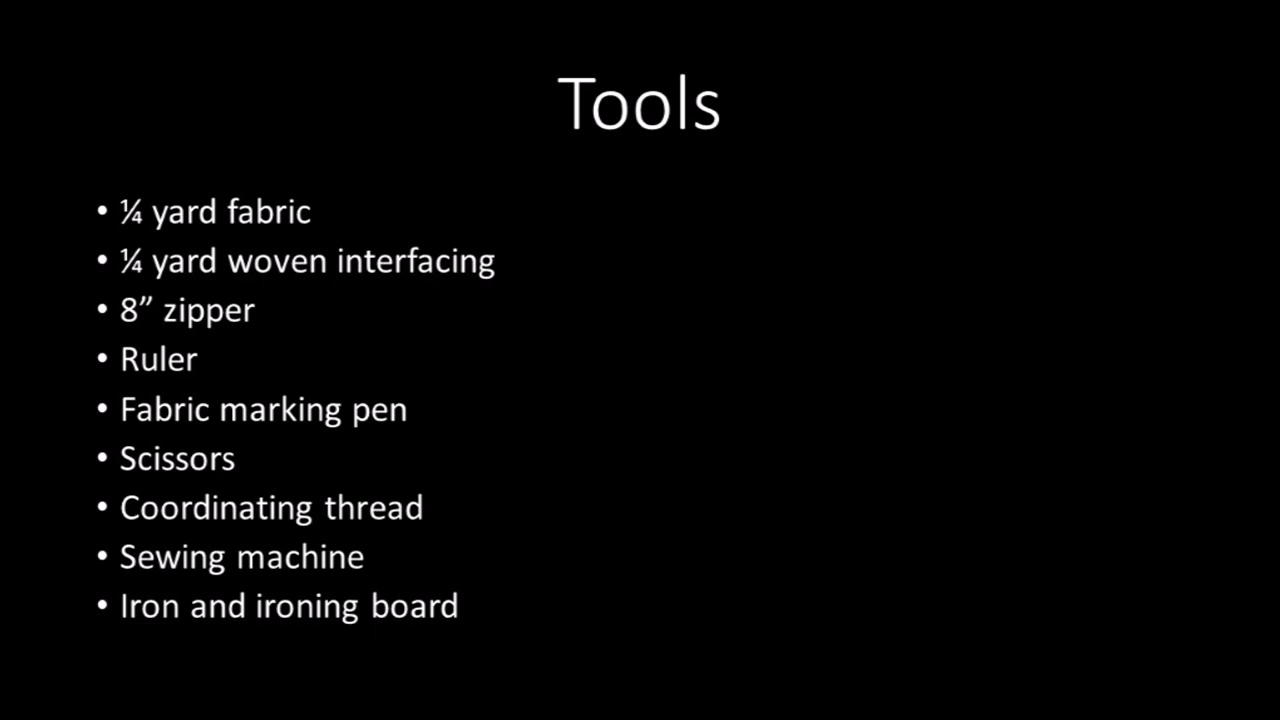 Tools
• ¼ yard fabric
• ¼ yard woven interfacing
• 8” zipper
• Ruler
• Fabric marking pen
• Scissors
• Coordinating thread
• Sewing machine
• Iron and ironing board